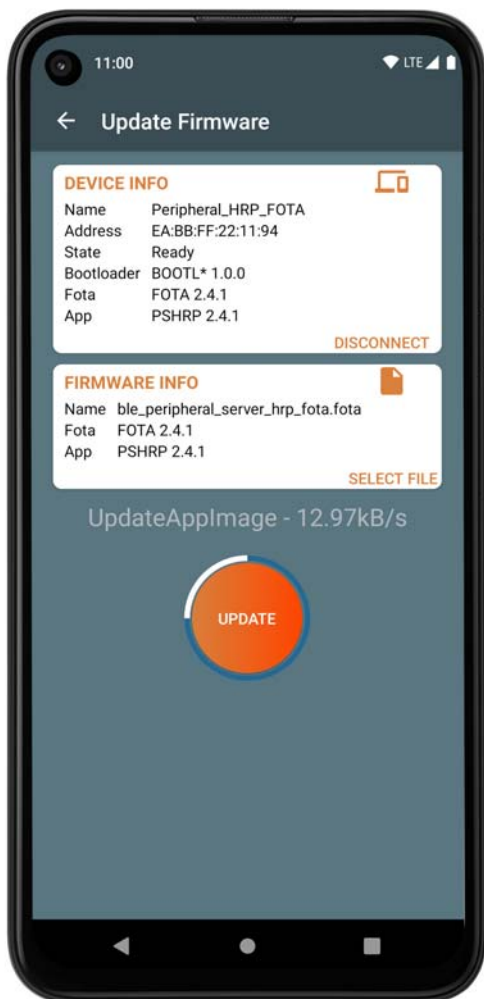 11:00 LTE
Update Firmware
DEVICE INFO
Name Peripheral_HRP_FOTA
Address EA:BB:FF:22:11:94
State Ready
Bootloader BOOTL* 1.0.0
Fota FOTA 2.4.1
App PSHRP 2.4.1
DISCONNECT
FIRMWARE INFO
Name ble_peripheral_server_hrp_fota.fota
Fota FOTA 2.4.1
App PSHRP 2.4.1
SELECT FILE
UpdateAppImage - 12.97kB/s
UPDATE